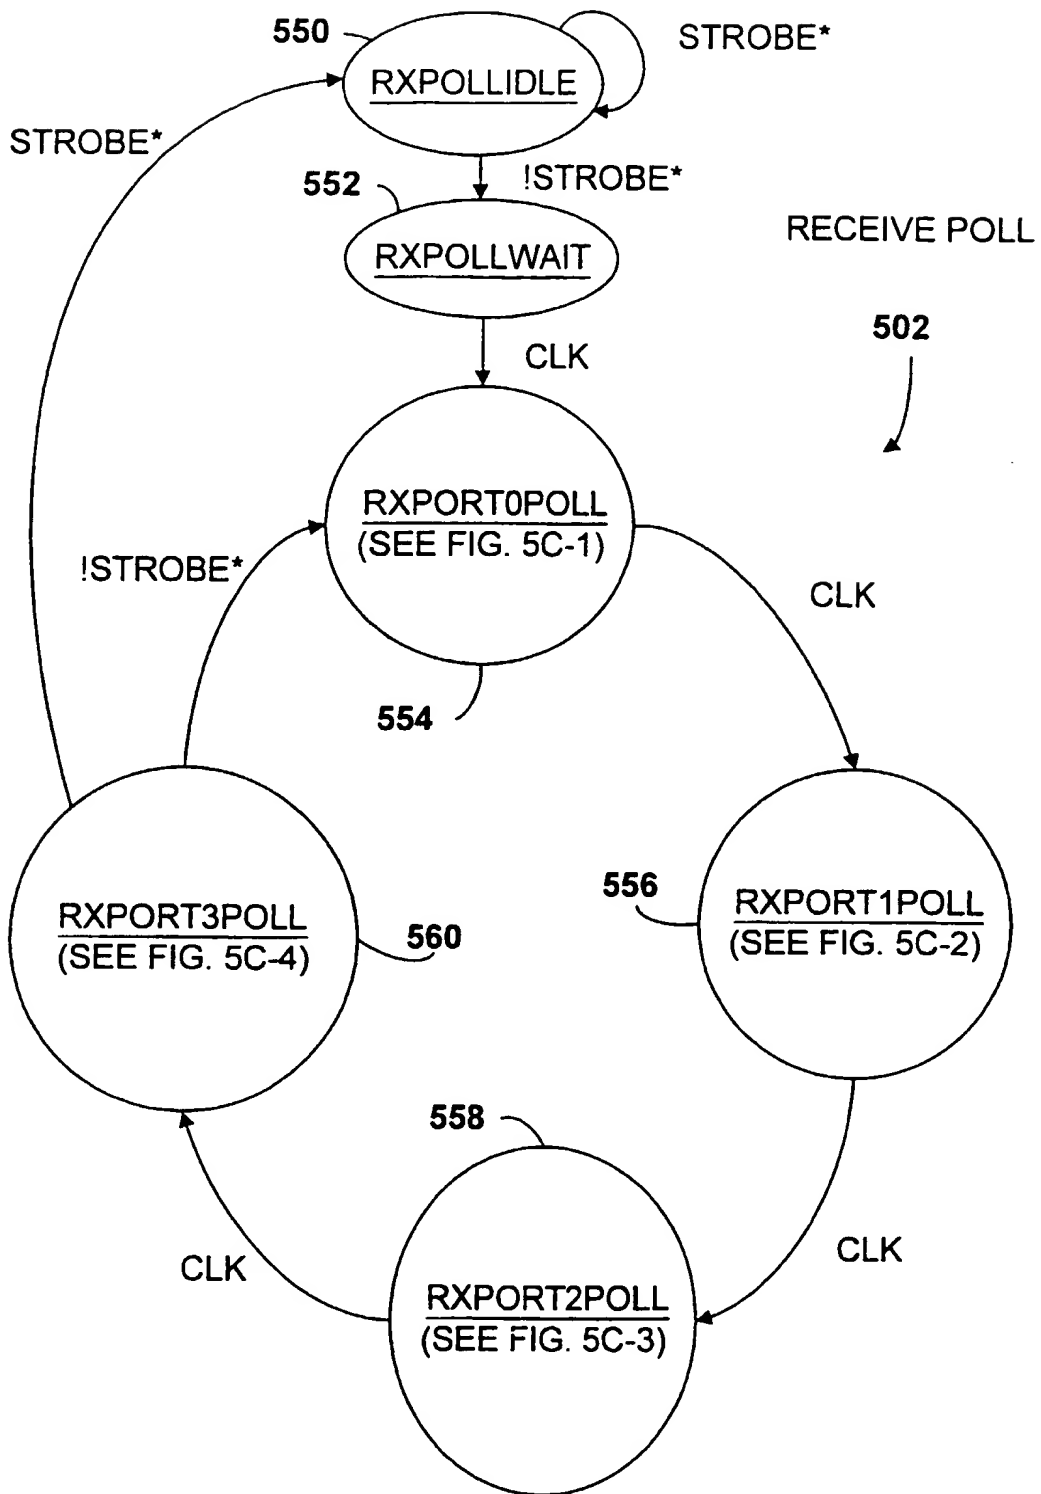 550
STROBE*
RXPOLLIDLE
STROBE*
!STROBE*
552
RXPOLLWAIT
RECEIVE POLL
502
CLK
RXPORT0POLL
(SEE FIG. 5C-1)
!STROBE*
CLK
554
556
RXPORT1POLL
(SEE FIG. 5C-2)
RXPORT3POLL
(SEE FIG. 5C-4)
560
558
CLK
CLK
RXPORT2POLL
(SEE FIG. 5C-3)